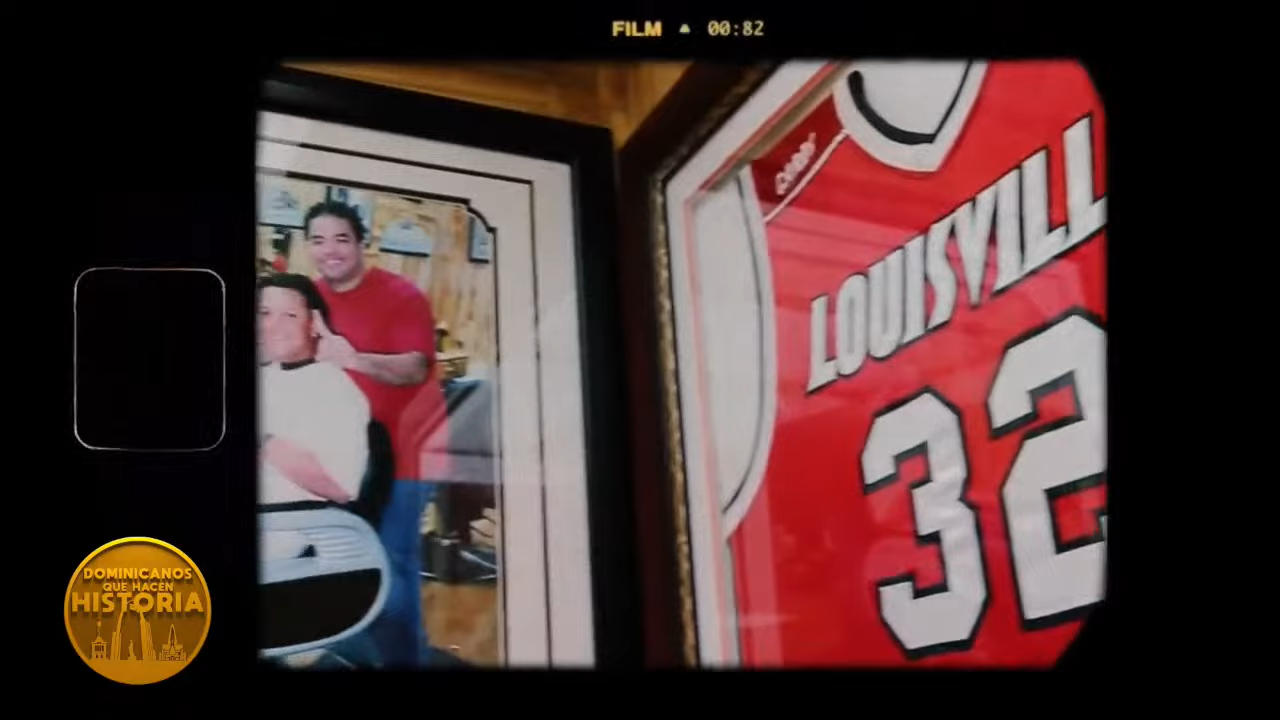 FILM 00:82
LOUISVILL
32
DOMINICANOS
QUE HACEN
HISTORIA